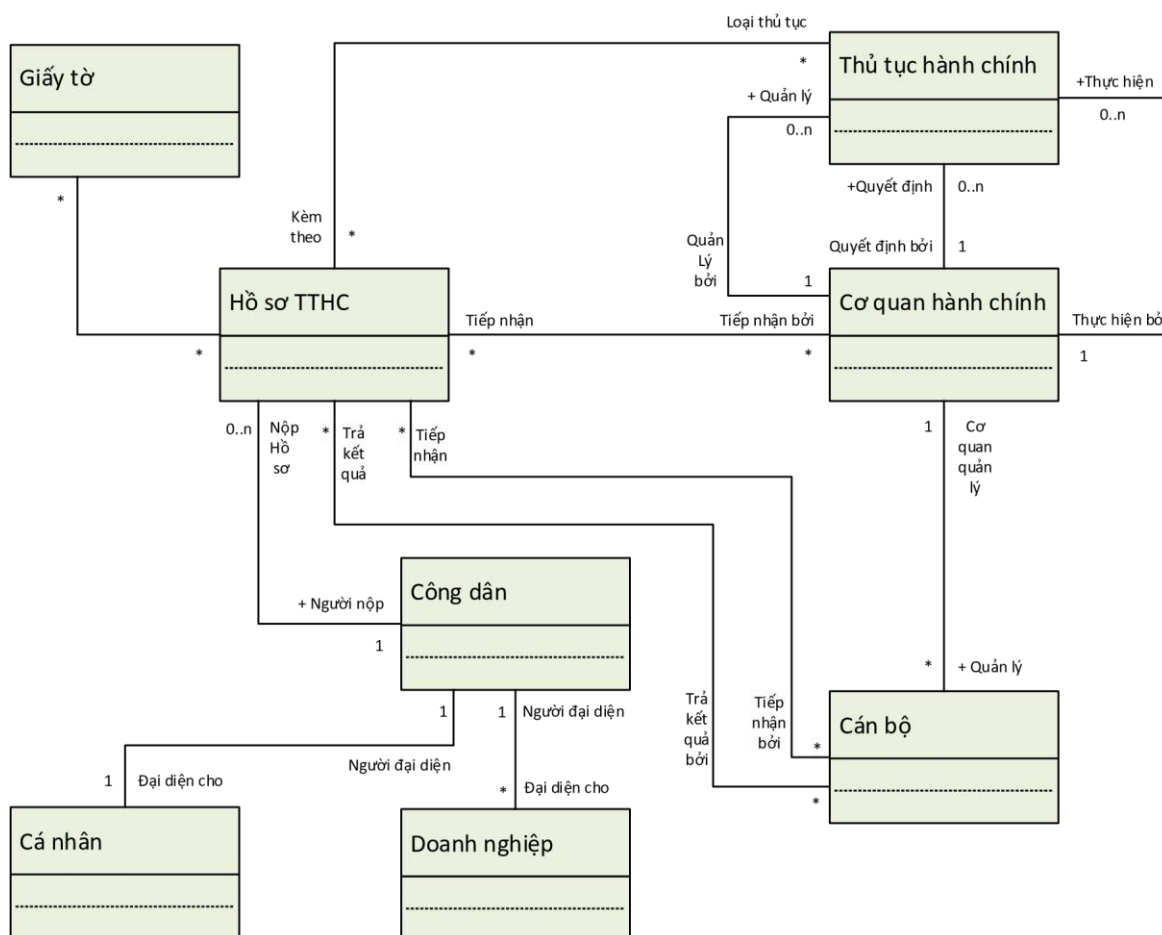 Loại thủ tục
Giấy tờ
*
Thủ tục hành chính
+ Quản lý
+Thực hiện
0..n
0..n
*
+Quyết định
0..n
Kèm
theo
*
Quản
Lý
bởi
Quyết định bởi
1
Hồ sơ TTHC
1
Cơ quan hành chính
Tiếp nhận
Tiếp nhận bởi
Thực hiện bở
*
*
*
1
0..n
Nộp
Hồ
sơ
*
Trả
kết
quả
*
Tiếp
nhận
1
Cơ
quan
quản
lý
Công dân
+ Người nộp
1
*
+ Quản lý
1
1
Người đại diện
Trả
kết
quả
bởi
Tiếp
nhận
bởi
Cán bộ
*
Người đại diện
1
Đại diện cho
*
Đại diện cho
*
Cá nhân
Doanh nghiệp